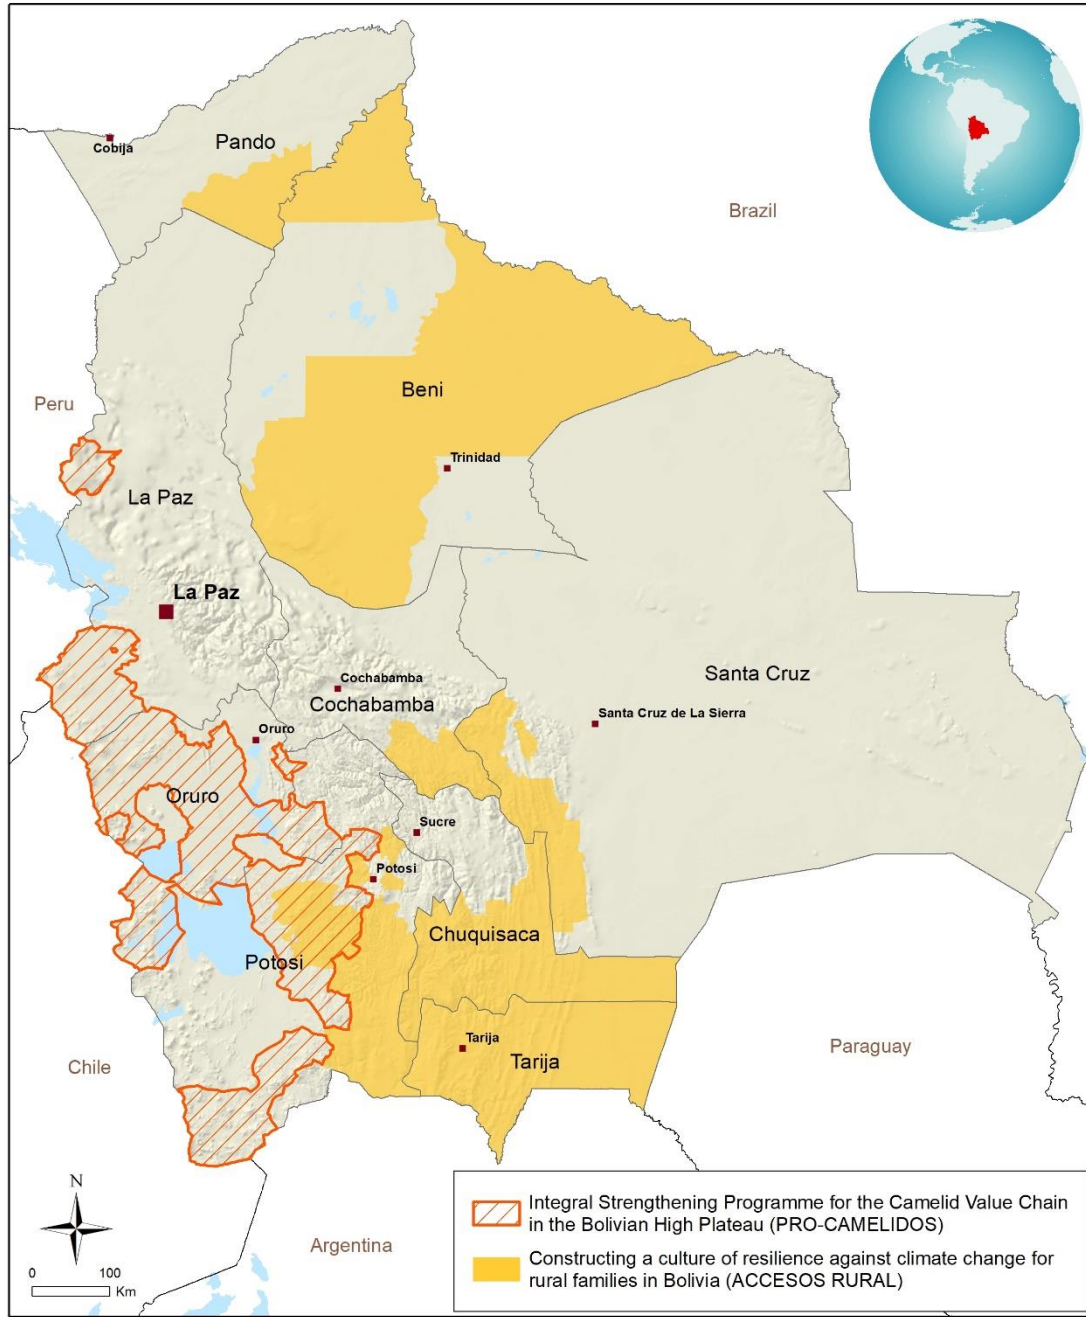 Cobija
Pando
Brazil
Peru
Beni
Trinidad
La Paz
La Paz
Cochabamba
Cochabamba
Santa Cruz
Santa Cruz de La Sierra
Oruro
Oruro
Sucre
Potosi
Chuquisaca
Potosi
Tarija
Tarija
Paraguay
Chile
Argentina
N
0 100
Km
Integral Strengthening Programme for the Camelid Value Chain
in the Bolivian High Plateau (PRO-CAMELIDOS)
Constructing a culture of resilience against climate change for
rural families in Bolivia (ACCESOS RURAL)